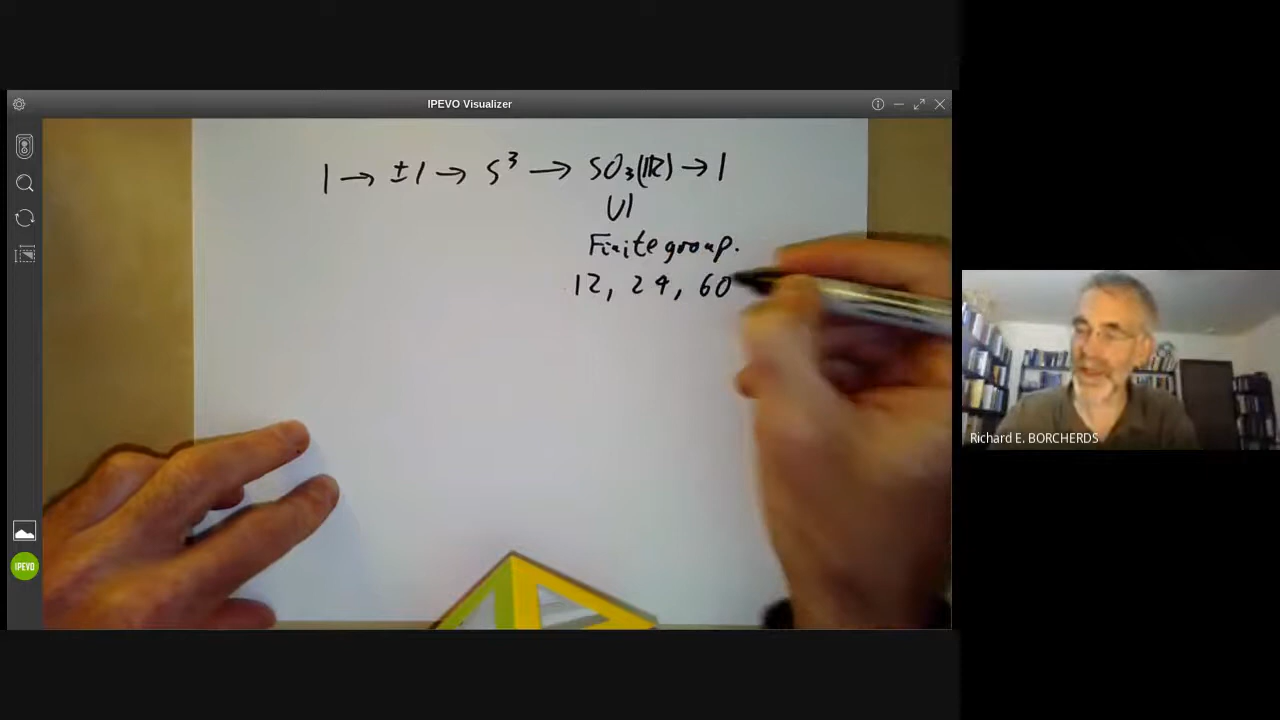 IPEVO Visualizer
1 → ±1 → S³ → SO₃(ℝ) → 1
U|
Finite group.
12, 24, 60
Richard E. BORCHERDS
IPEVO